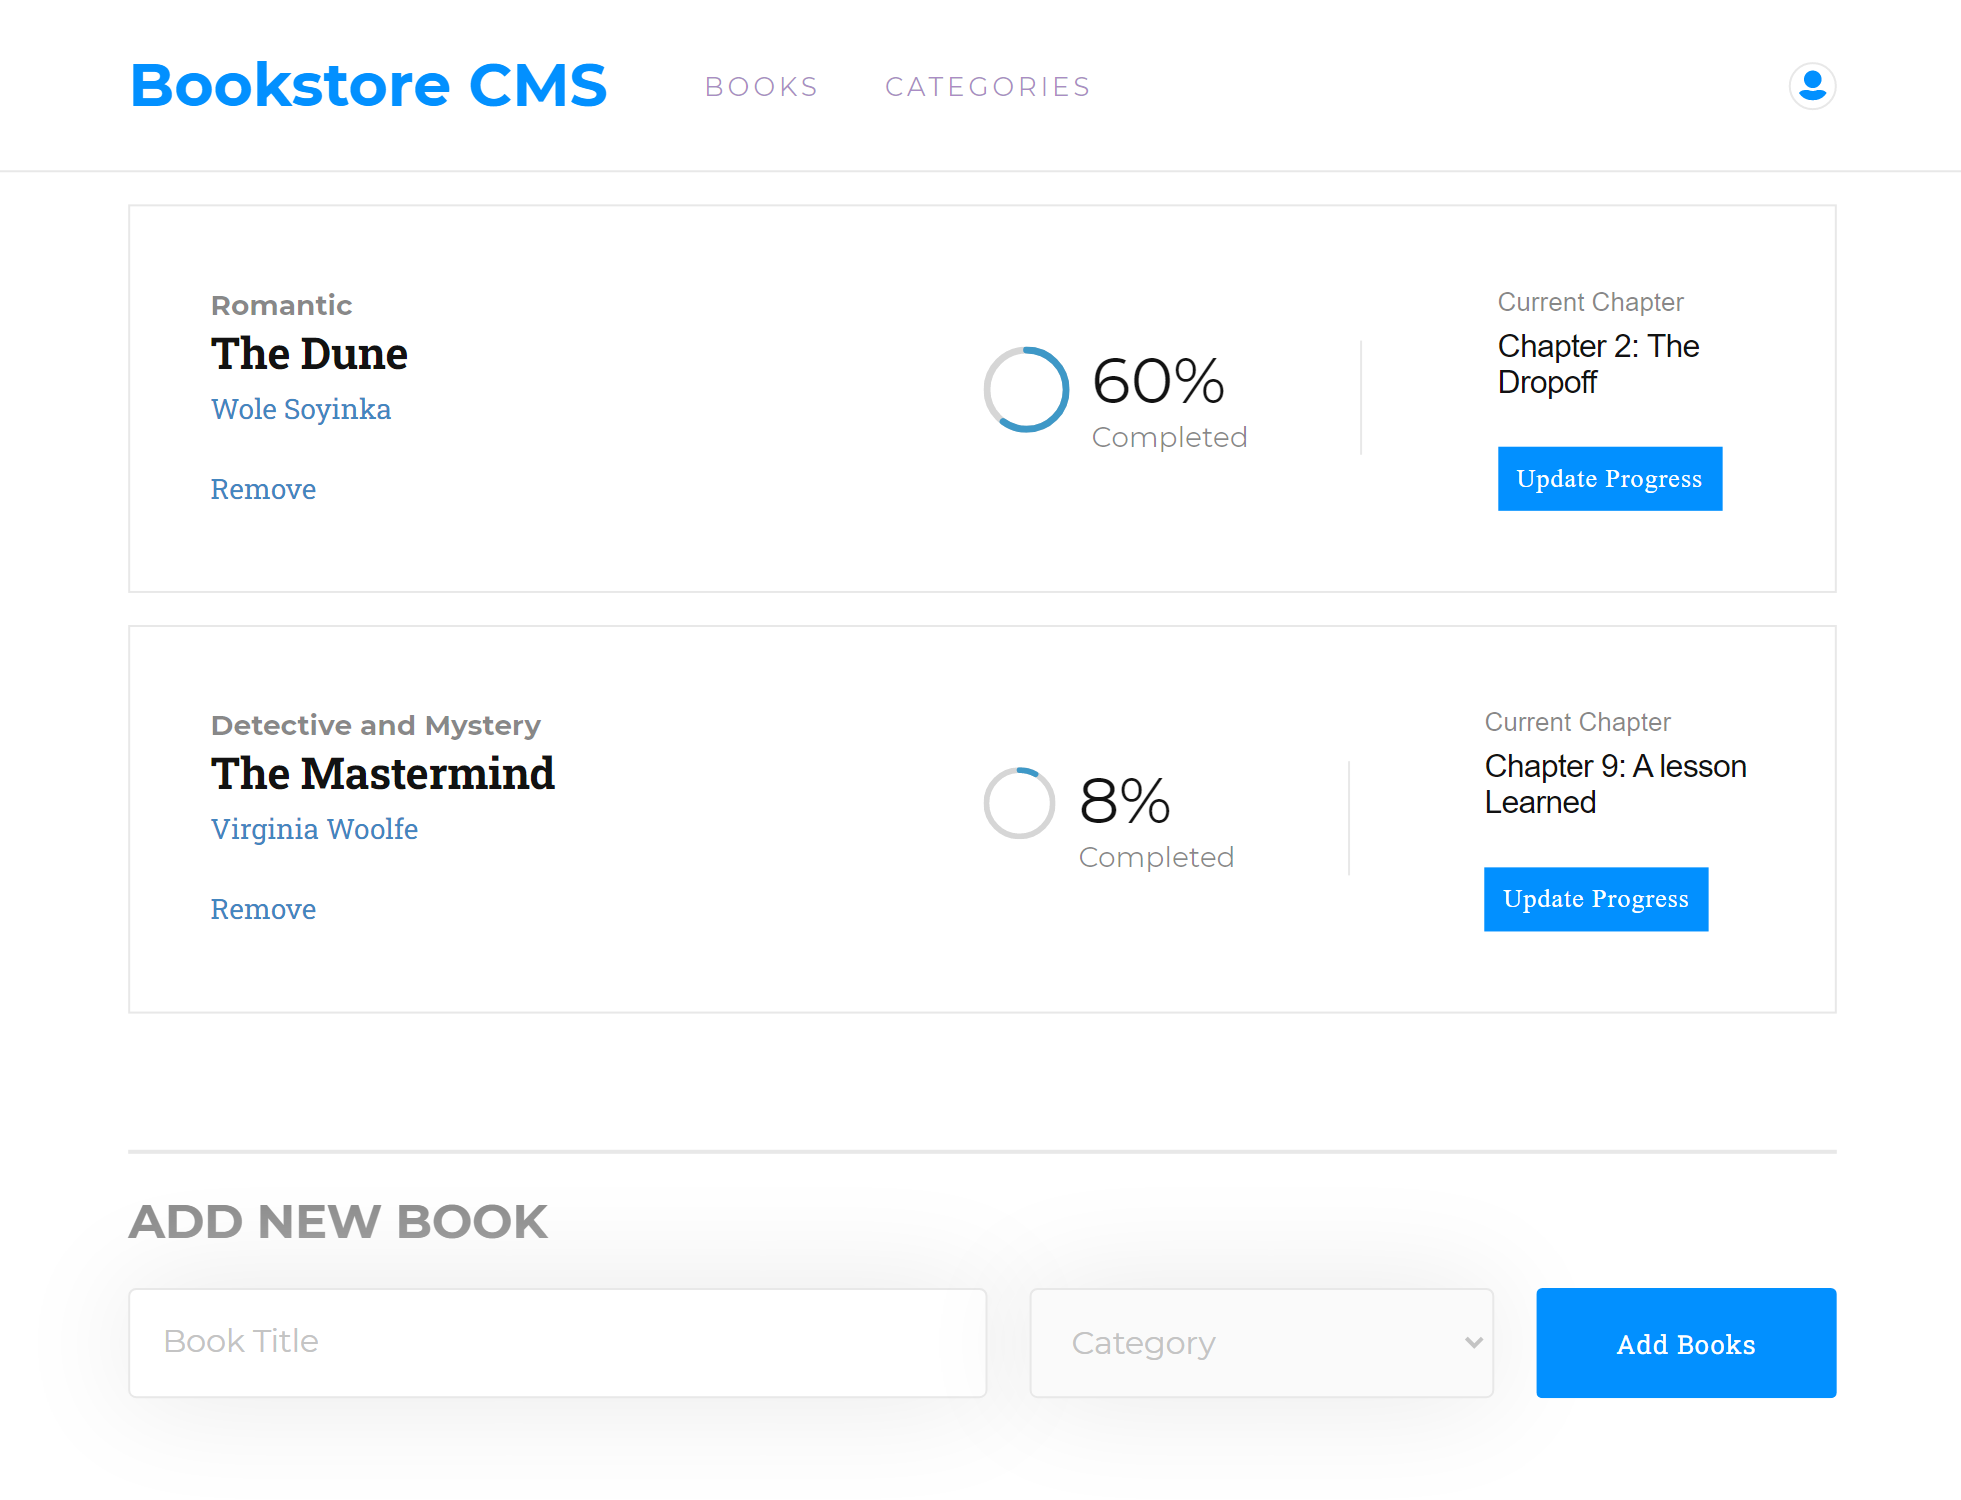 Bookstore CMS
BOOKS
CATEGORIES
Romantic
The Dune
Wole Soyinka
Remove
60%
Completed
Current Chapter
Chapter 2: The
Dropoff
Update Progress
Detective and Mystery
The Mastermind
Virginia Woolfe
Remove
8%
Completed
Current Chapter
Chapter 9: A lesson
Learned
Update Progress
ADD NEW BOOK
Book Title
Category
Add Books